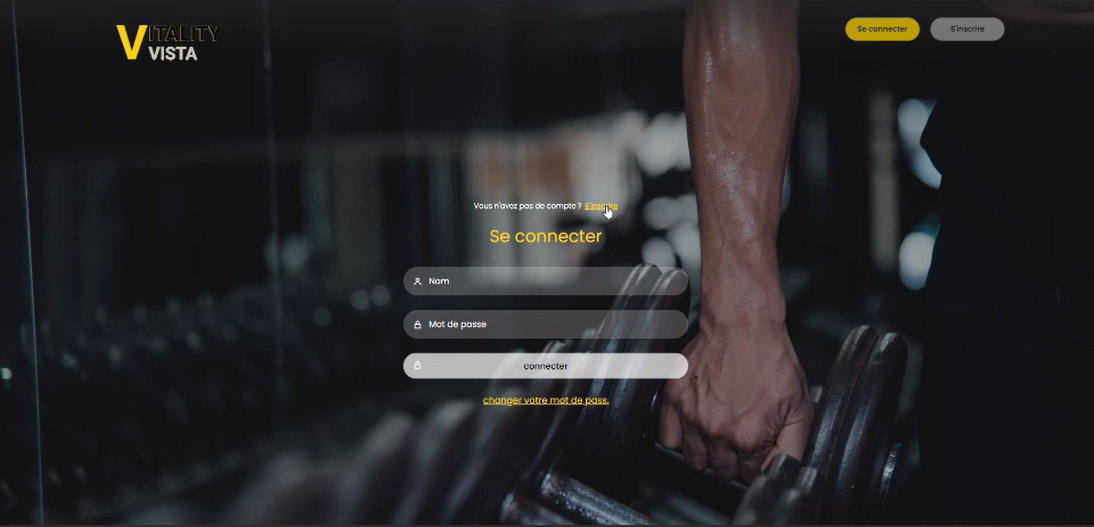 VITALITY
VISTA
Se connecter
S'inscrire
Vous n'avez pas de compte ? S'inscrire
Se connecter
Nom
Mot de passe
connecter
changer votre mot de pass.